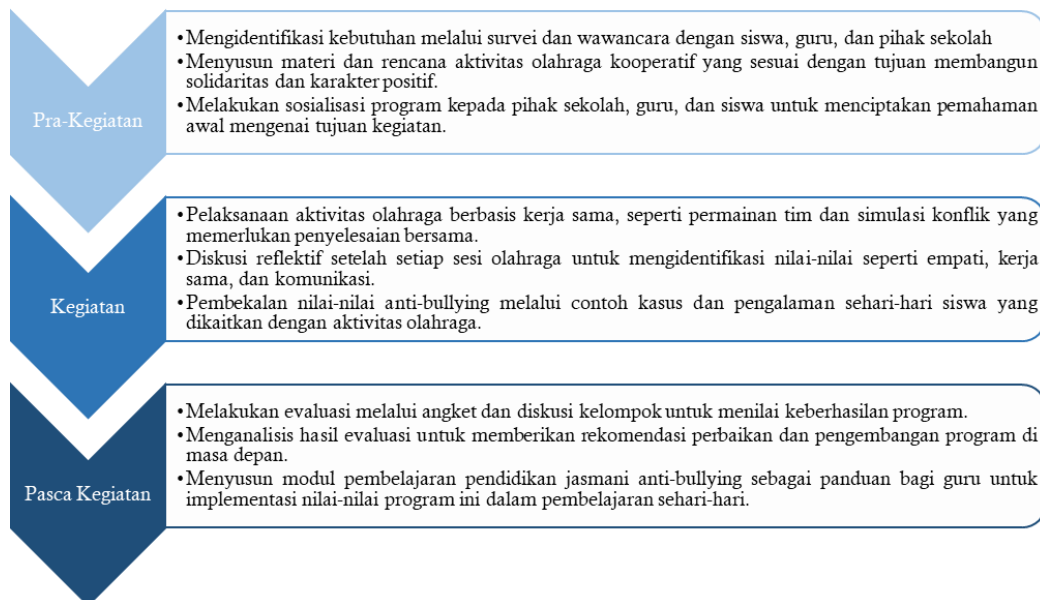 Pra-Kegiatan
•Mengidentifikasi kebutuhan melalui survei dan wawancara dengan siswa, guru, dan pihak sekolah
•Menyusun materi dan rencana aktivitas olahraga kooperatif yang sesuai dengan tujuan membangun
solidaritas dan karakter positif.
•Melakukan sosialisasi program kepada pihak sekolah, guru, dan siswa untuk menciptakan pemahaman
awal mengenai tujuan kegiatan.
Kegiatan
•Pelaksanaan aktivitas olahraga berbasis kerja sama, seperti permainan tim dan simulasi konflik yang
memerlukan penyelesaian bersama.
•Diskusi reflektif setelah setiap sesi olahraga untuk mengidentifikasi nilai-nilai seperti empati, kerja
sama, dan komunikasi.
•Pembekalan nilai-nilai anti-bullying melalui contoh kasus dan pengalaman sehari-hari siswa yang
dikaitkan dengan aktivitas olahraga.
Pasca Kegiatan
•Melakukan evaluasi melalui angket dan diskusi kelompok untuk menilai keberhasilan program.
•Menganalisis hasil evaluasi untuk memberikan rekomendasi perbaikan dan pengembangan program di
masa depan.
•Menyusun modul pembelajaran pendidikan jasmani anti-bullying sebagai panduan bagi guru untuk
implementasi nilai-nilai program ini dalam pembelajaran sehari-hari.